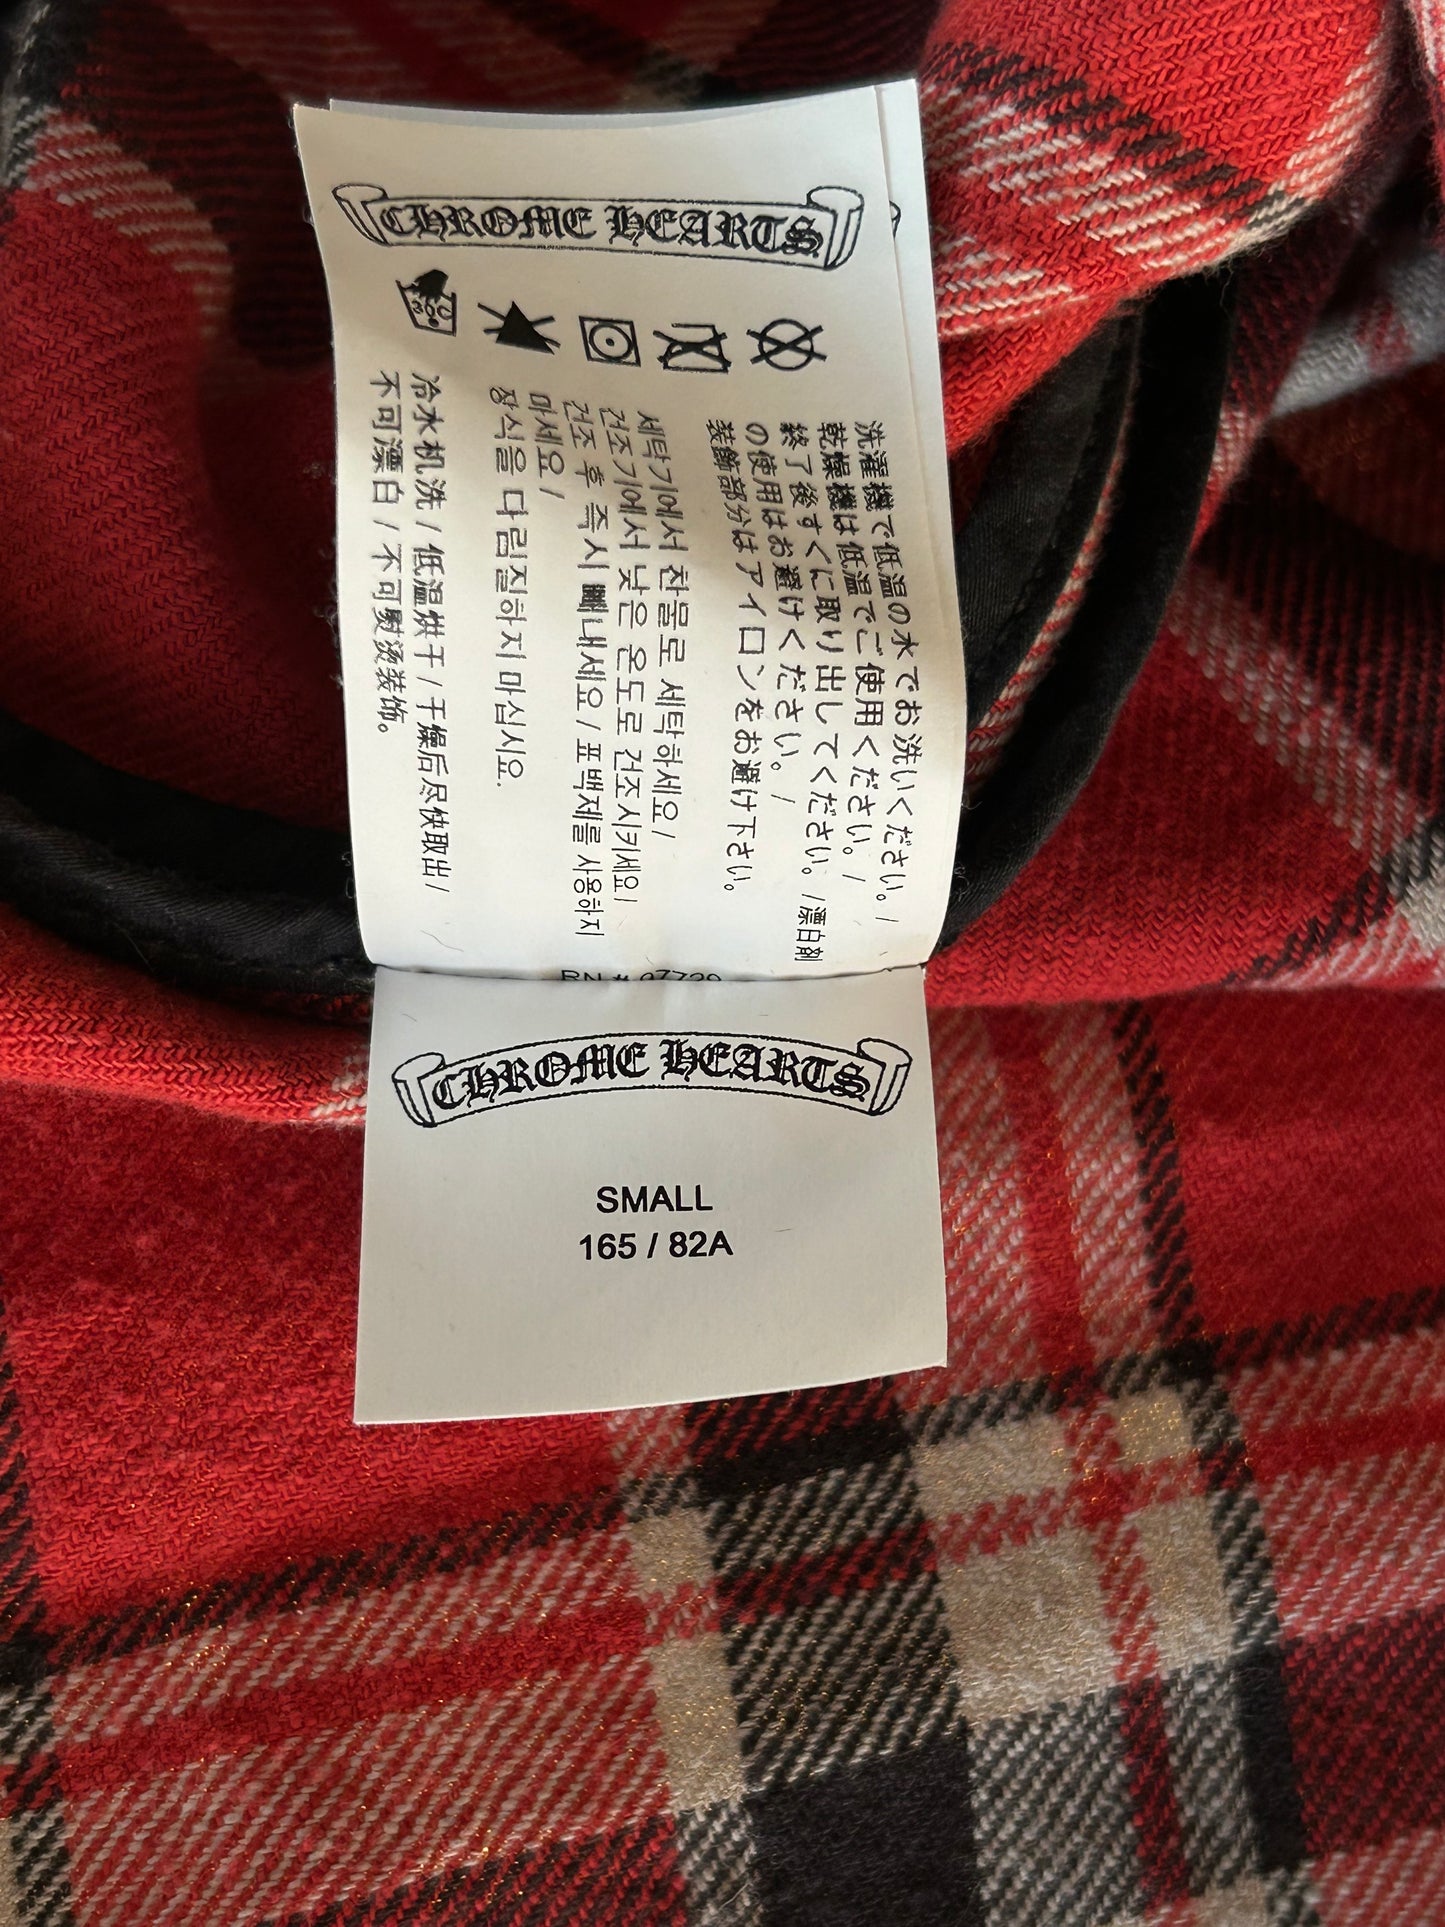 CHROME HEARTS
30C
洗濯機で低温の水でお洗いください。/
乾燥機は低温でご使用ください。/
終了後すぐに取り出してください。/漂白剤
の使用はお避けください。/
装飾部分はアイロンをお避け下さい。
세탁기에서 찬물로 세탁하세요/
건조기에서 낮은 온도로 건조시키세요/
건조 후 즉시 빼내세요/표백제를 사용하지
마세요/
장식을 다림질하지 마십시오.
冷水机洗/低温烘干/干燥后尽快取出/
不可漂白/不可熨烫装饰。
CHROME HEARTS
SMALL
165 / 82A